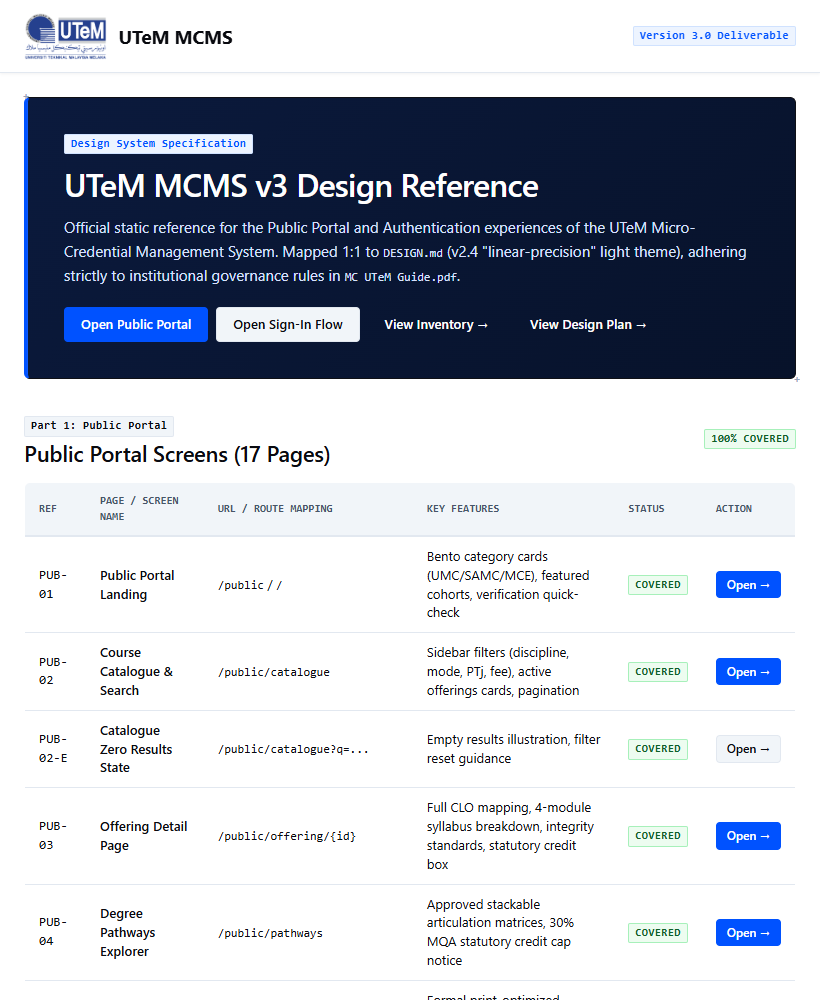 UTeM
UNIVERSITI TEKNIKAL MALAYSIA MELAKA
UTeM MCMS
Version 3.0 Deliverable
Design System Specification
UTeM MCMS v3 Design Reference
Official static reference for the Public Portal and Authentication experiences of the UTeM Micro-
Credential Management System. Mapped 1:1 to DESIGN.md (v2.4 "linear-precision" light theme), adhering
strictly to institutional governance rules in MC UTeM Guide.pdf.
Open Public Portal
Open Sign-In Flow
View Inventory →
View Design Plan →
Part 1: Public Portal
Public Portal Screens (17 Pages)
100% COVERED
REF
PAGE / SCREEN
NAME
URL / ROUTE MAPPING
KEY FEATURES
STATUS
ACTION
PUB-
01
Public Portal
Landing
/public / /
Bento category cards
(UMC/SAMC/MCE), featured
cohorts, verification quick-
check
COVERED
Open →
PUB-
02
Course
Catalogue &
Search
/public/catalogue
Sidebar filters (discipline,
mode, PTj, fee), active
offerings cards, pagination
COVERED
Open →
PUB-
02-E
Catalogue
Zero Results
State
/public/catalogue?q=...
Empty results illustration, filter
reset guidance
COVERED
Open →
PUB-
03
Offering Detail
Page
/public/offering/{id}
Full CLO mapping, 4-module
syllabus breakdown, integrity
standards, statutory credit
box
COVERED
Open →
PUB-
04
Degree
Pathways
Explorer
/public/pathways
Approved stackable
articulation matrices, 30%
MQA statutory credit cap
notice
COVERED
Open →
Formal print-optimized